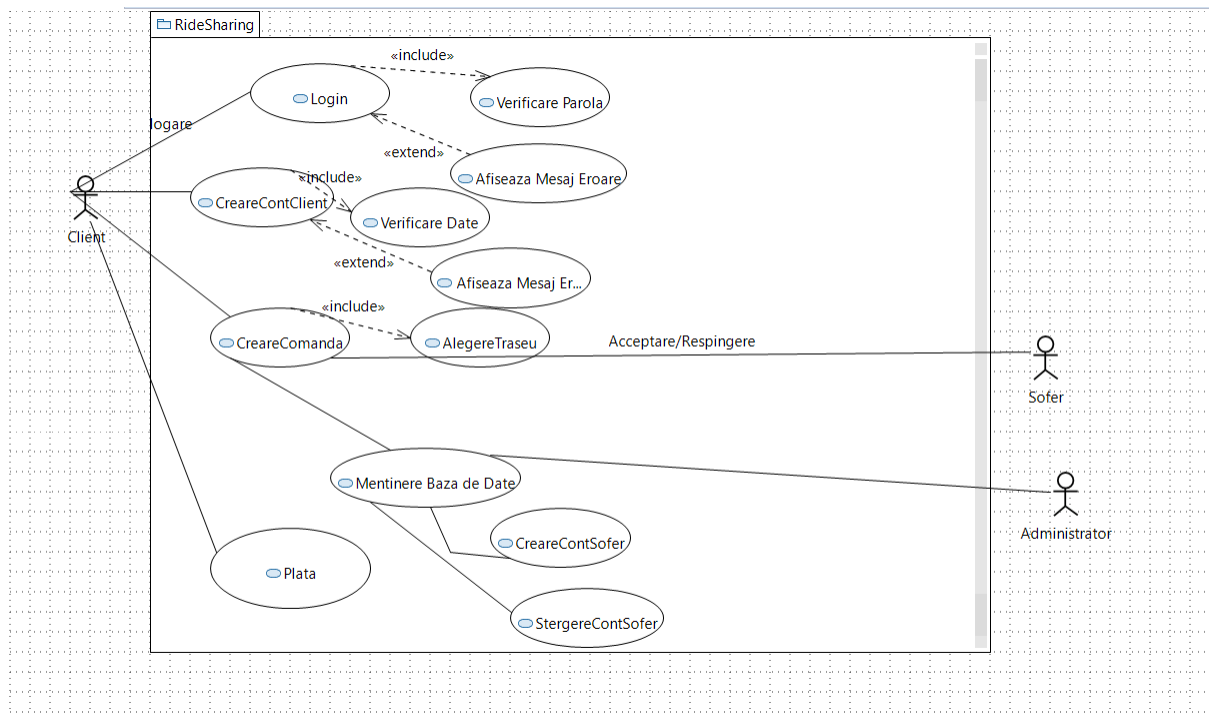 RideSharing
«include»
Login
Verificare Parola
logare
«extend»
Afiseaza Mesaj Eroare
«include»
CreareContClient
Verificare Date
Client
«extend»
Afiseaza Mesaj Er...
«include»
CreareComanda
AlegereTraseu
Acceptare/Respingere
Sofer
Mentinere Baza de Date
Administrator
CreareContSofer
Plata
StergereContSofer